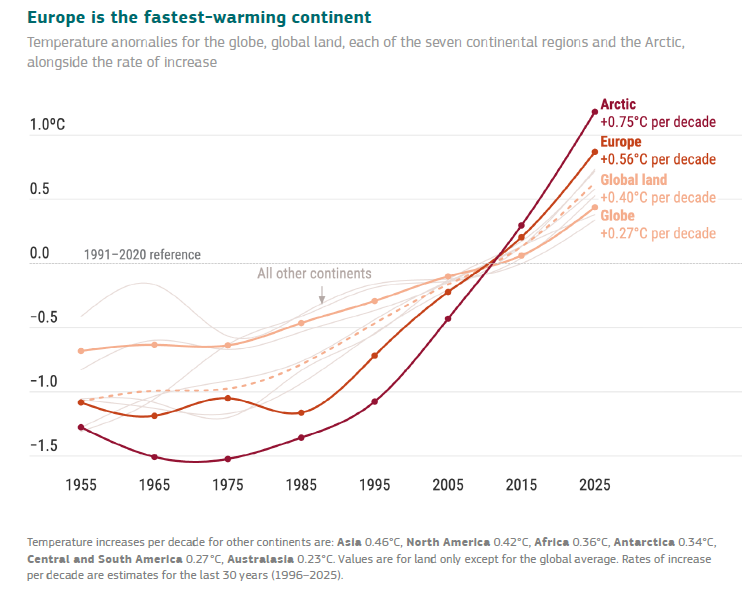 Europe is the fastest-warming continent
Temperature anomalies for the globe, global land, each of the seven continental regions and the Arctic,
alongside the rate of increase
Arctic
+0.75°C per decade
1.0°C
Europe
+0.56°C per decade
Global land
+0.40°C per decade
0.5
Globe
+0.27°C per decade
0.0
1991–2020 reference
All other continents
−0.5
−1.0
−1.5
1955 1965 1975 1985 1995 2005 2015 2025
Temperature increases per decade for other continents are: Asia 0.46°C, North America 0.42°C, Africa 0.36°C, Antarctica 0.34°C,
Central and South America 0.27°C, Australasia 0.23°C. Values are for land only except for the global average. Rates of increase
per decade are estimates for the last 30 years (1996–2025).